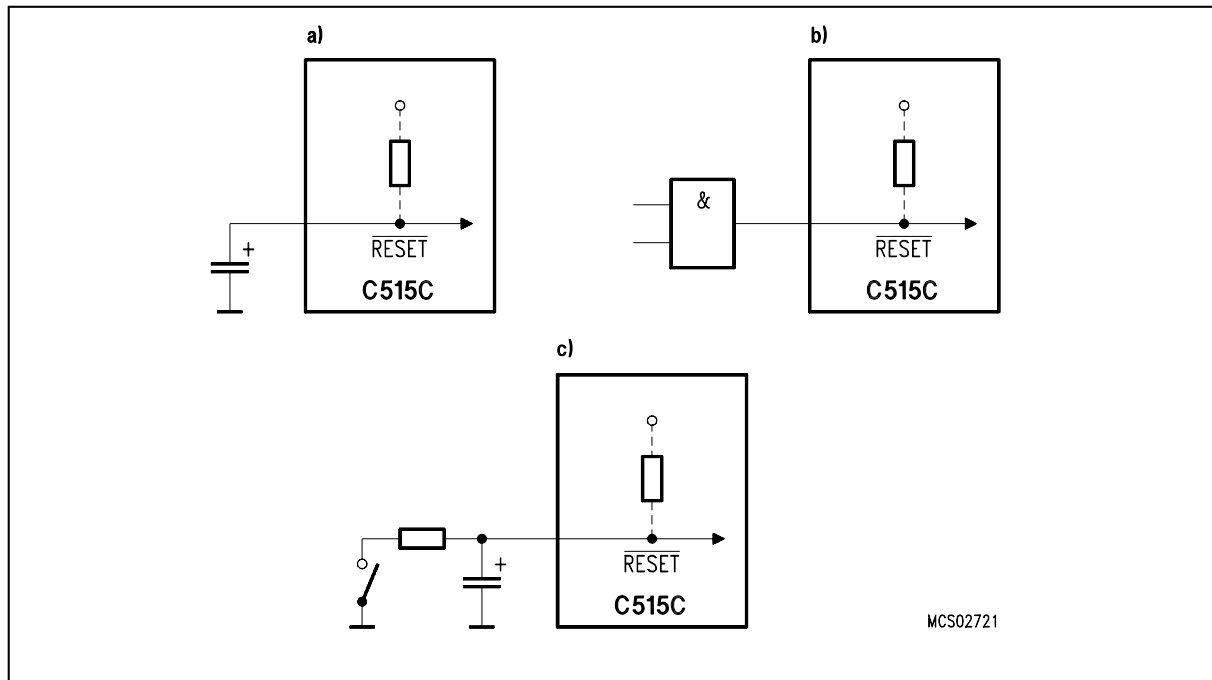 a)
b)
&
+
RESET
RESET
C515C
C515C
c)
+
RESET
C515C
MCS02721